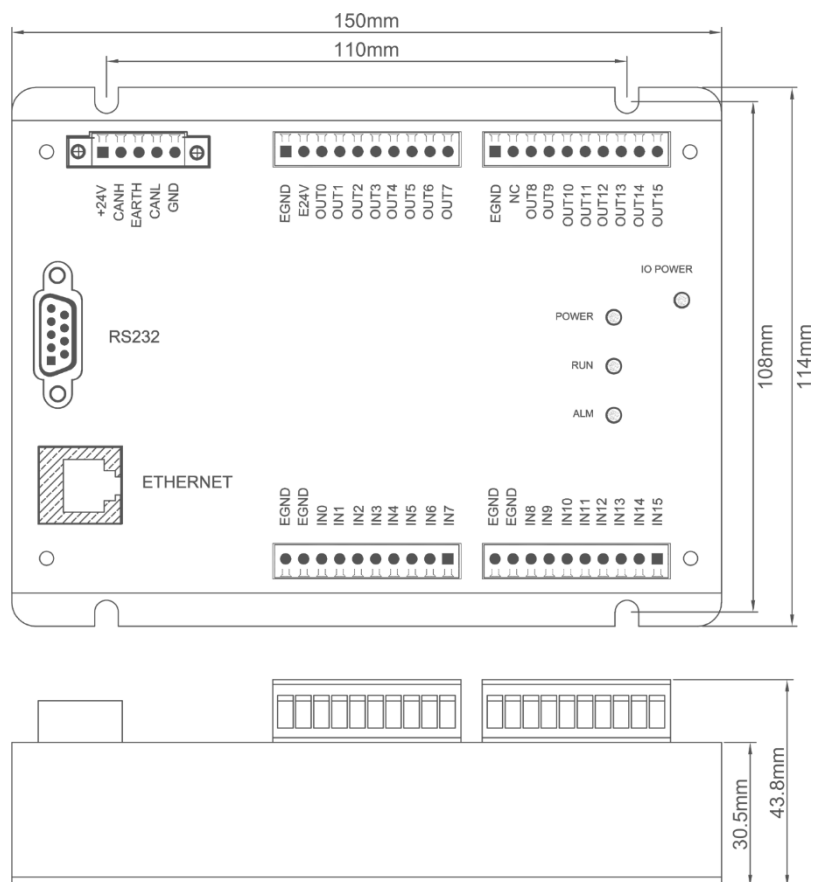 150mm
110mm
+24V
CANH
EARTH
CANL
GND
EGND
E24V
OUT0
OUT1
OUT2
OUT3
OUT4
OUT5
OUT6
OUT7
EGND
NC
OUT8
OUT9
OUT10
OUT11
OUT12
OUT13
OUT14
OUT15
IO POWER
POWER
RS232
RUN
ALM
108mm
114mm
ETHERNET
EGND
EGND
IN0
IN1
IN2
IN3
IN4
IN5
IN6
IN7
EGND
EGND
IN8
IN9
IN10
IN11
IN12
IN13
IN14
IN15
30.5mm
43.8mm